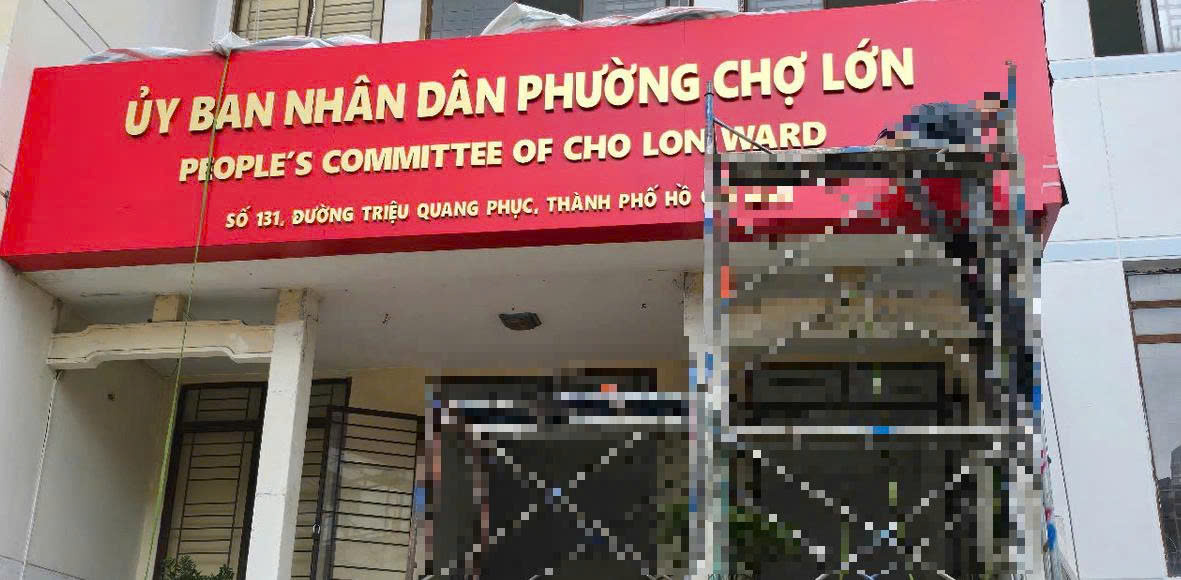 ỦY BAN NHÂN DÂN PHƯỜNG CHỢ LỚN
PEOPLE'S COMMITTEE OF CHO LON WARD
SỐ 131, ĐƯỜNG TRIỆU QUANG PHỤC, THÀNH PHỐ HỒ